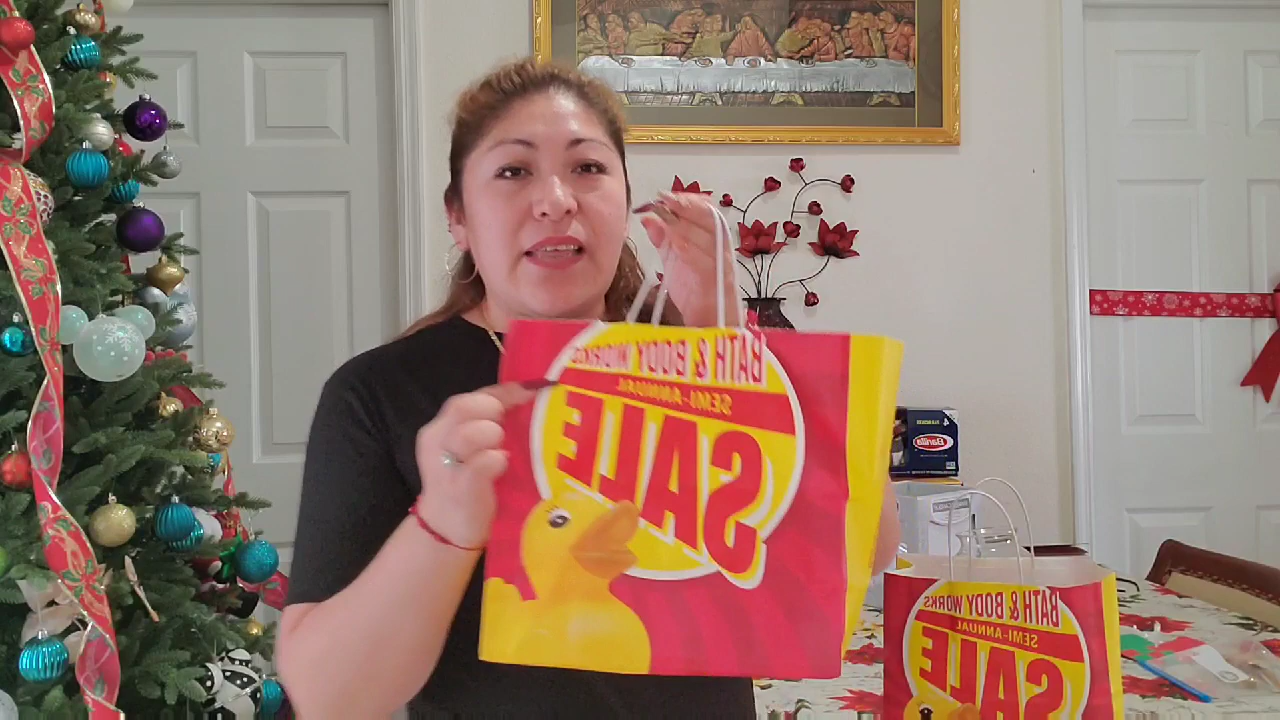 BATH & BODY WORKS
SEMI-ANNUAL
SALE
Barilla
BATH & BODY WORKS
SEMI-ANNUAL
SALE